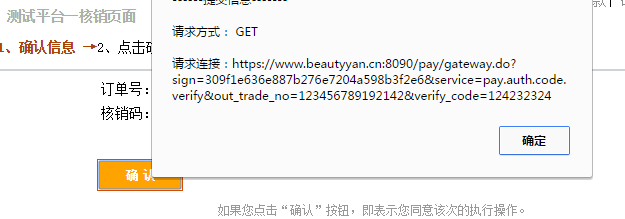 ------提交信息-------
款
测试平台—核销页面
请求方式： GET
1、确认信息 →2、点击确
请求连接：https://www.beautyyan.cn:8090/pay/gateway.do?
sign=309f1e636e887b276e7204a598b3f2e6&service=pay.auth.code.
订单号：
verify&out_trade_no=123456789192142&verify_code=124232324
核销码：
确定
确 认
如果您点击“确认”按钮，即表示您同意该次的执行操作。